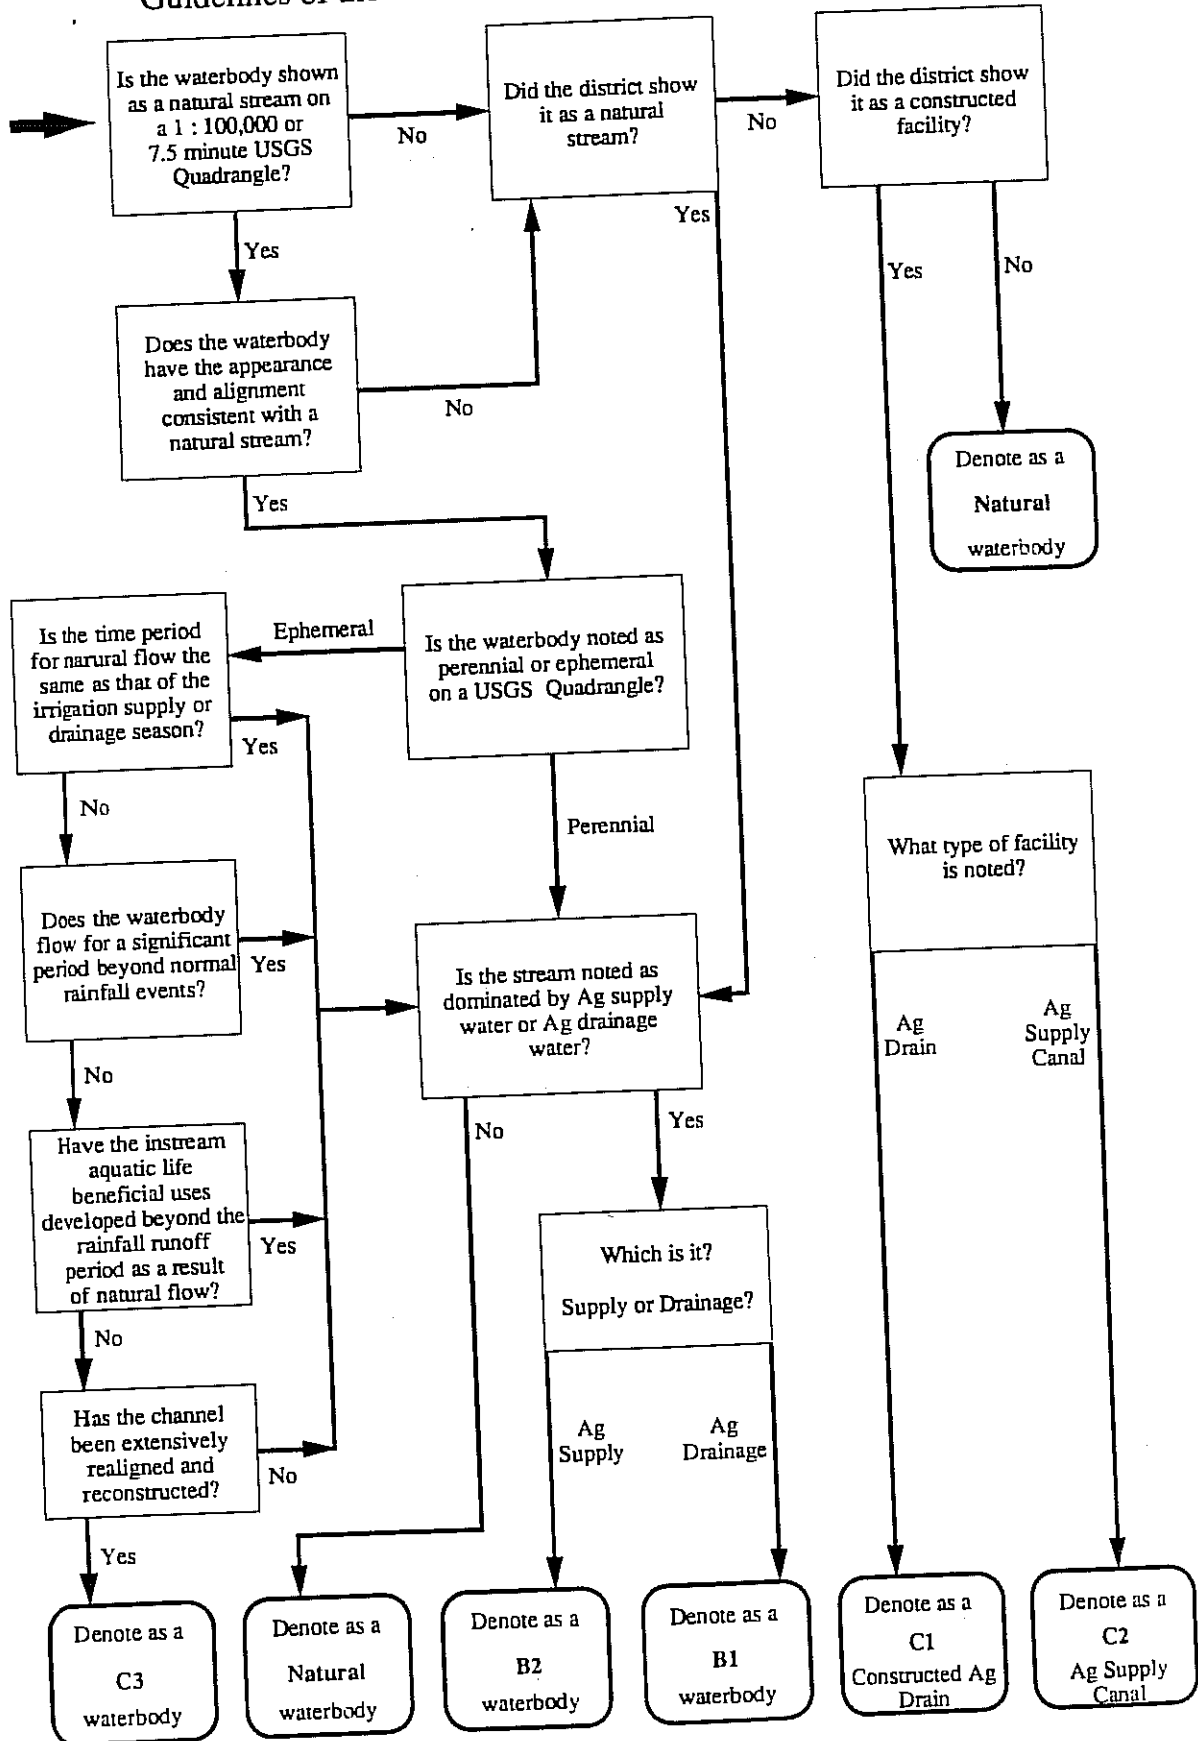 Guidelines of the
Is the waterbody shown
as a natural stream on
a 1 : 100,000 or
7.5 minute USGS
Quadrangle?
No
Did the district show
it as a natural
stream?
No
Did the district show
it as a constructed
facility?
Yes
Yes
Yes
No
Does the waterbody
have the appearance
and alignment
consistent with a
natural stream?
No
Yes
Denote as a
Natural
waterbody
Is the time period
for natural flow the
same as that of the
irrigation supply or
drainage season?
Ephemeral
Is the waterbody noted as
perennial or ephemeral
on a USGS Quadrangle?
Yes
No
Perennial
What type of facility
is noted?
Does the waterbody
flow for a significant
period beyond normal
rainfall events?
Yes
Is the stream noted as
dominated by Ag supply
water or Ag drainage
water?
Ag
Drain
Ag
Supply
Canal
No
No
Yes
Have the instream
aquatic life
beneficial uses
developed beyond the
rainfall runoff
period as a result
of natural flow?
Yes
Which is it?
Supply or Drainage?
No
Has the channel
been extensively
realigned and
reconstructed?
No
Ag
Supply
Ag
Drainage
Yes
Denote as a
C3
waterbody
Denote as a
Natural
waterbody
Denote as a
B2
waterbody
Denote as a
B1
waterbody
Denote as a
C1
Constructed Ag
Drain
Denote as a
C2
Ag Supply
Canal